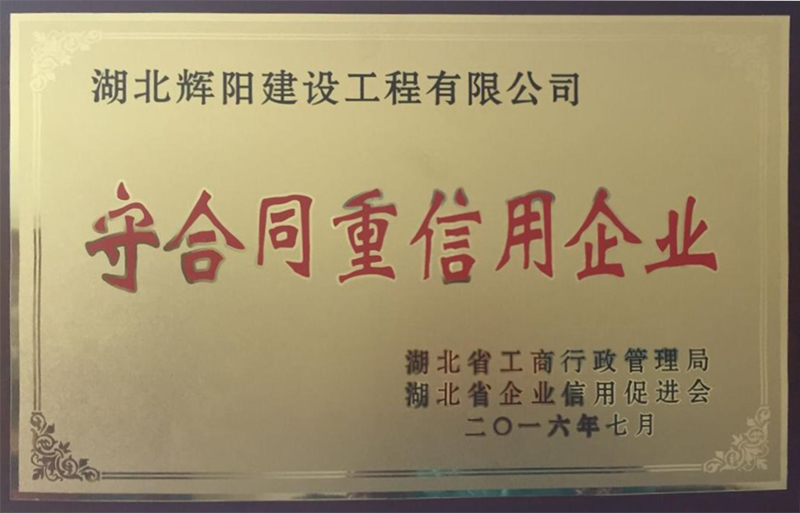 湖北辉阳建设工程有限公司
守合同重信用企业
湖北省工商行政管理局
湖北省企业信用促进会
二〇一六年七月